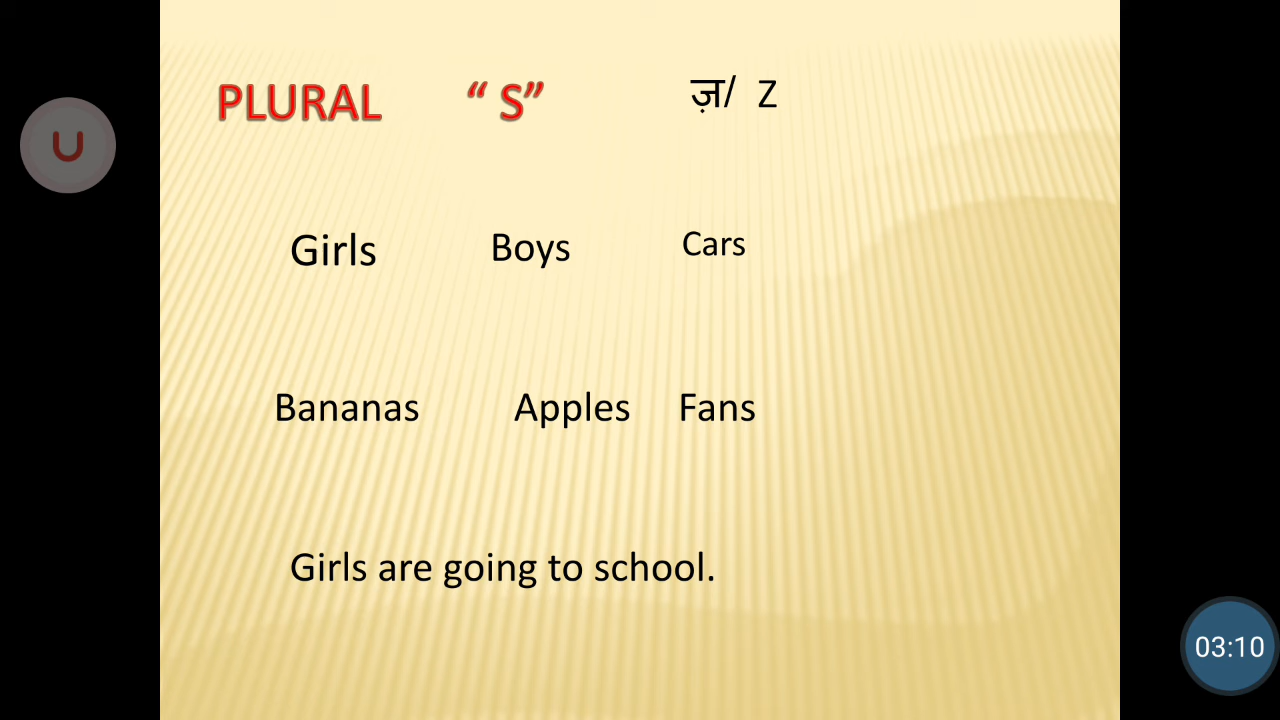 PLURAL “ S” ज़/ Z
Girls Boys Cars
Bananas Apples Fans
Girls are going to school.
03:10